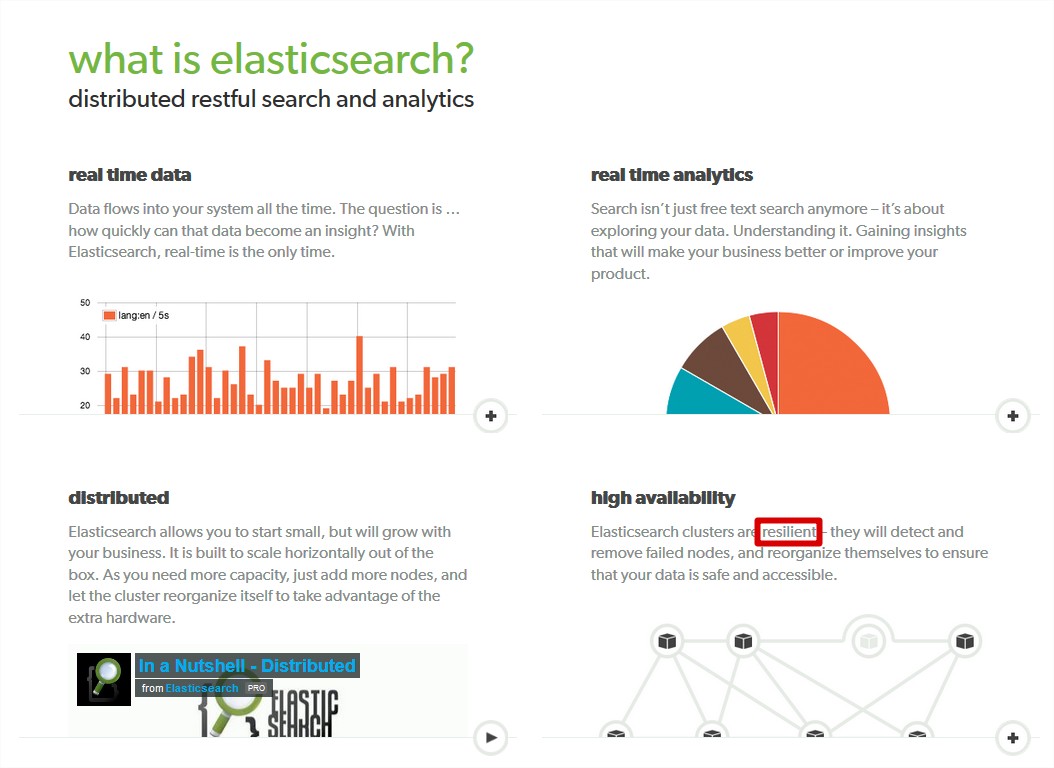 what is elasticsearch?
distributed restful search and analytics
real time data
Data flows into your system all the time. The question is …
how quickly can that data become an insight? With
Elasticsearch, real-time is the only time.
50
lang:en / 5s
40
30
20
real time analytics
Search isn’t just free text search anymore – it’s about
exploring your data. Understanding it. Gaining insights
that will make your business better or improve your
product.
distributed
Elasticsearch allows you to start small, but will grow with
your business. It is built to scale horizontally out of the
box. As you need more capacity, just add more nodes, and
let the cluster reorganize itself to take advantage of the
extra hardware.
In a Nutshell - Distributed
from Elasticsearch PRO
ELASTIC
SEARCH
high availability
Elasticsearch clusters are resilient – they will detect and
remove failed nodes, and reorganize themselves to ensure
that your data is safe and accessible.